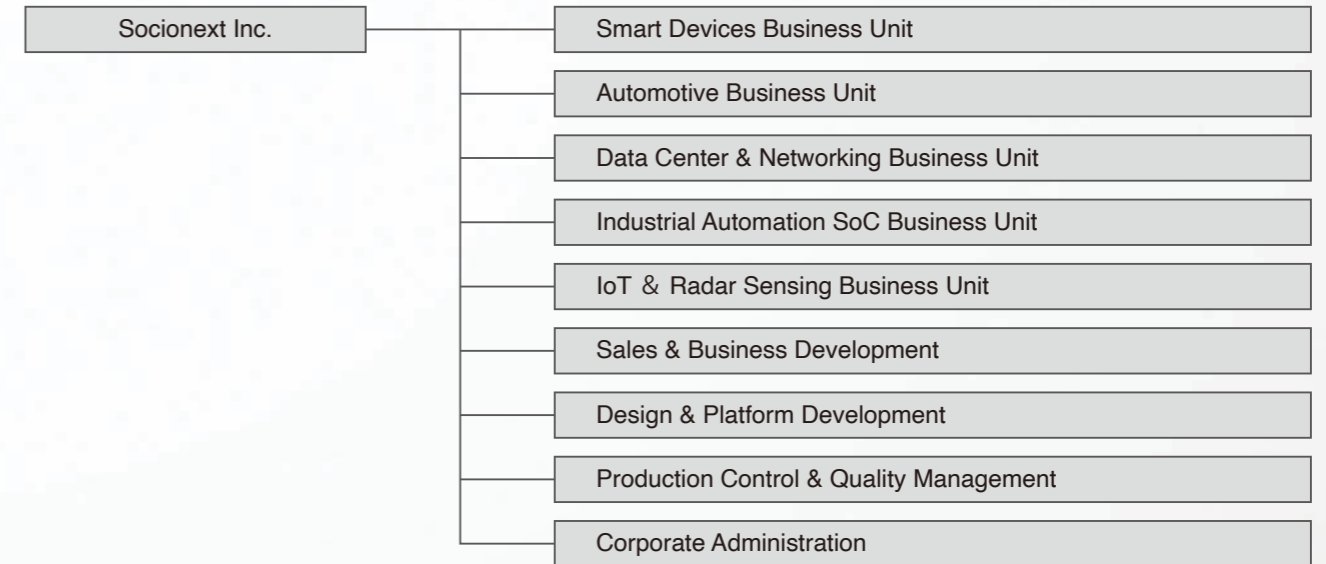 Socionext Inc.
Smart Devices Business Unit
Automotive Business Unit
Data Center & Networking Business Unit
Industrial Automation SoC Business Unit
IoT & Radar Sensing Business Unit
Sales & Business Development
Design & Platform Development
Production Control & Quality Management
Corporate Administration